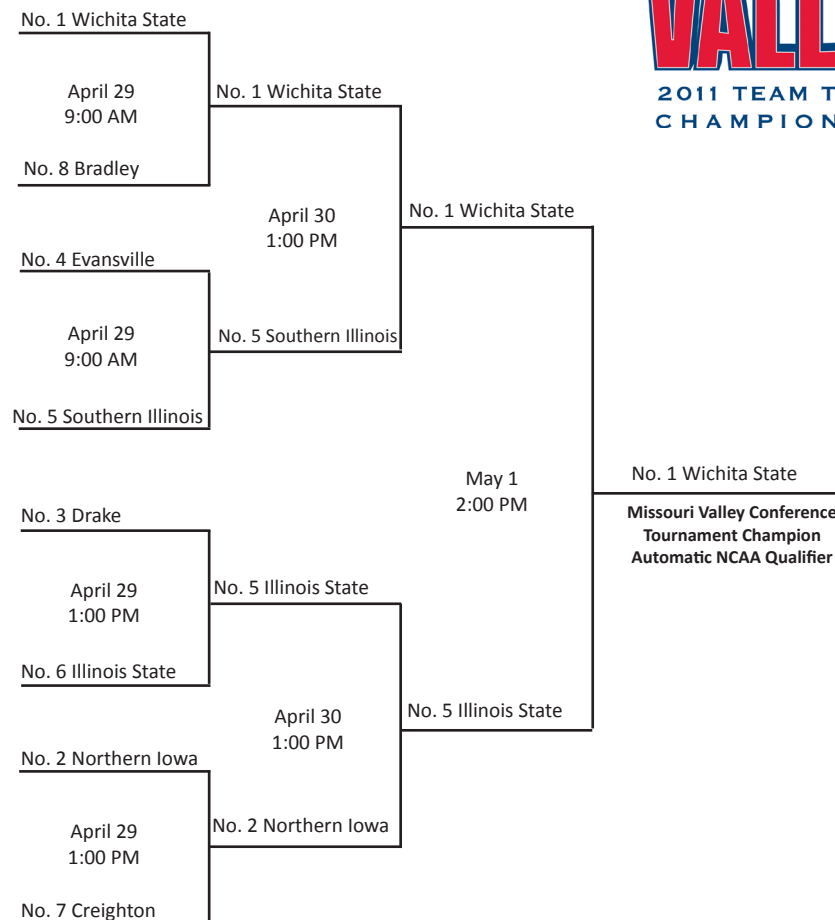 No. 1 Wichita State
April 29
9:00 AM
No. 8 Bradley
No. 4 Evansville
April 29
9:00 AM
No. 5 Southern Illinois
No. 3 Drake
April 29
1:00 PM
No. 6 Illinois State
No. 2 Northern Iowa
April 29
1:00 PM
No. 7 Creighton
No. 1 Wichita State
April 30
1:00 PM
No. 5 Southern Illinois
No. 5 Illinois State
April 30
1:00 PM
No. 2 Northern Iowa
No. 1 Wichita State
May 1
2:00 PM
No. 5 Illinois State
VALL
2011 TEAM T
CHAMPION
No. 1 Wichita State
Missouri Valley Conference
Tournament Champion
Automatic NCAA Qualifier